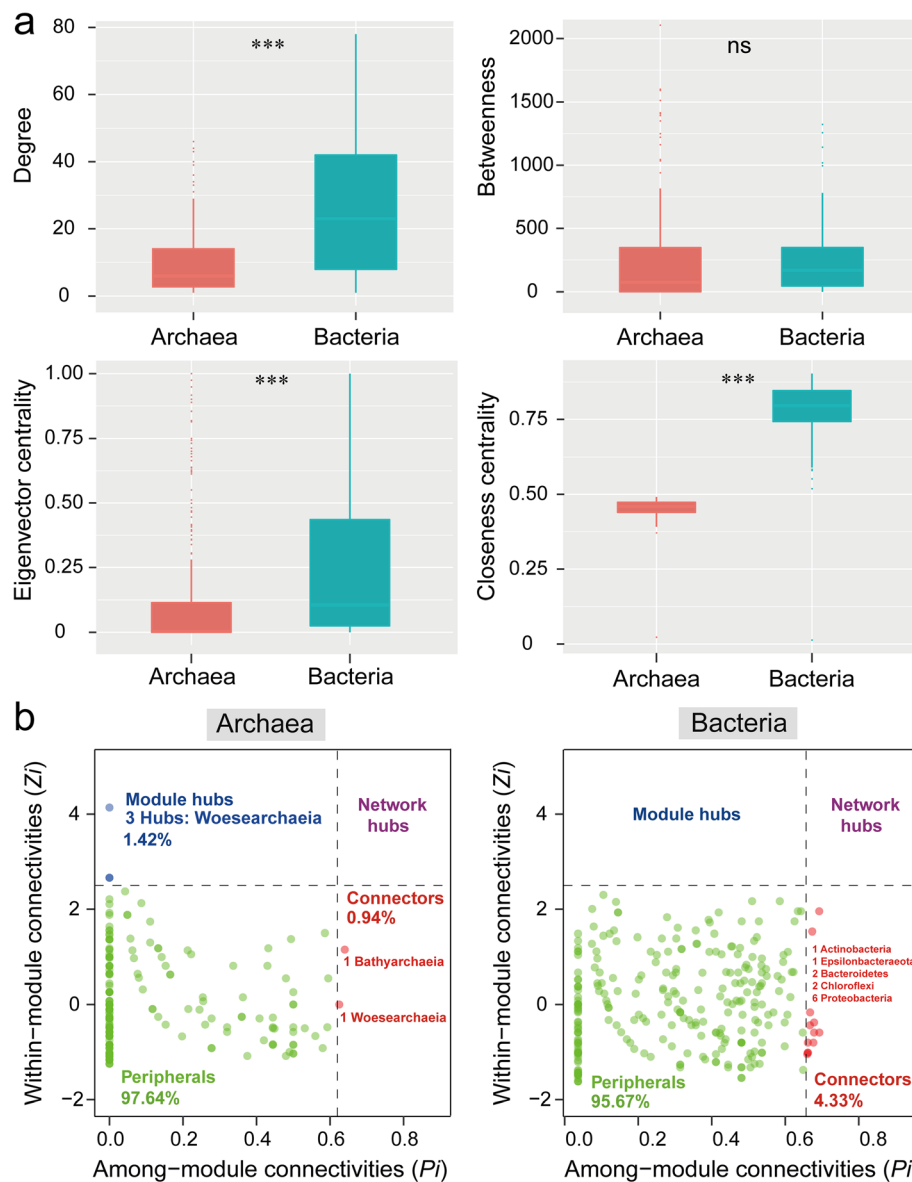 a
Degree
80
60
40
20
0
***
Archaea
Bacteria
Betweenness
2000
1500
1000
500
0
ns
Archaea
Bacteria
Eigenvector centrality
1.00
0.75
0.50
0.25
0
***
Archaea
Bacteria
Closeness centrality
0.75
0.50
0.25
0
***
Archaea
Bacteria
b
Archaea
Within−module connectivities (Zi)
4
2
0
−2
Module hubs
3 Hubs: Woesearchaeia
1.42%
Network
hubs
Connectors
0.94%
1 Bathyarchaeia
1 Woesearchaeia
Peripherals
97.64%
0.0
0.2
0.4
0.6
0.8
Among−module connectivities (Pi)
Bacteria
Within−module connectivities (Zi)
4
2
0
−2
Module hubs
Network
hubs
1 Actinobacteria
1 Epsilonbacteraeota
2 Bacteroidetes
2 Chloroflexi
6 Proteobacteria
Peripherals
95.67%
Connectors
4.33%
0.0
0.2
0.4
0.6
0.8
Among−module connectivities (Pi